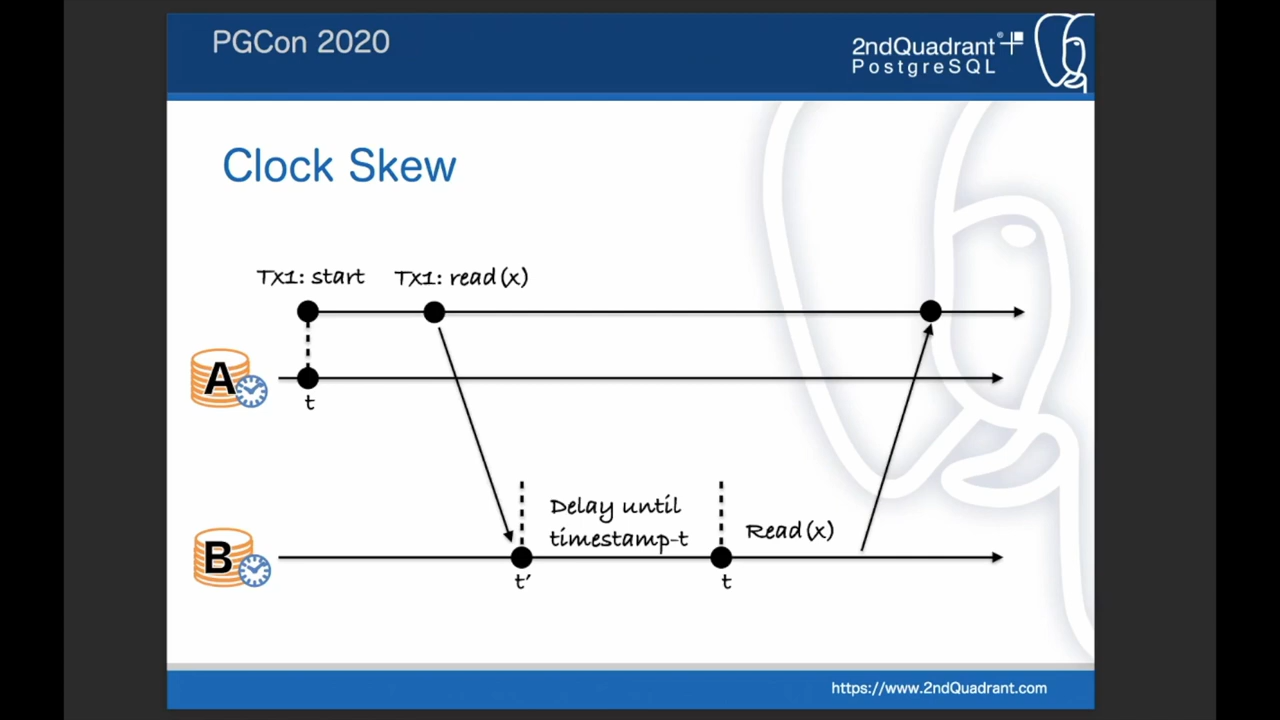 PGCon 2020
2ndQuadrant®
PostgreSQL
Clock Skew
Tx1: start
Tx1: read(x)
A
t
Delay until
timestamp-t
Read(x)
B
t'
t
https://www.2ndQuadrant.com